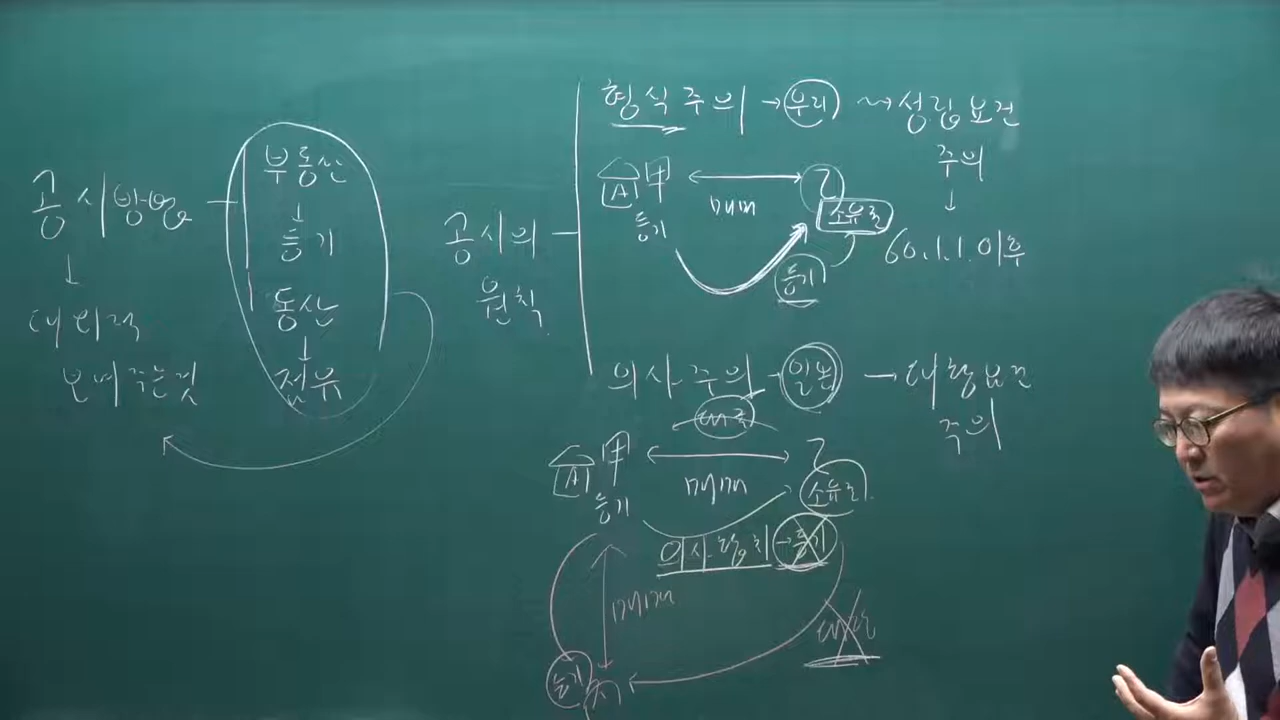 공시방법
↓
대외적
보여주는것
부동산
↓
등기
동산
↓
점유
공시의
원칙
형식주의 → 우리 ⇝ 성립요건
주의
↓
60.1.1. 이후
A 甲 ↔ 乙
매매
등기
소유권
등기
의사주의 → 일본 → 대항요건
주의
A 甲 ↔ 乙
매매
등기
소유권
의사합치 → 등기
매매
등기 丙